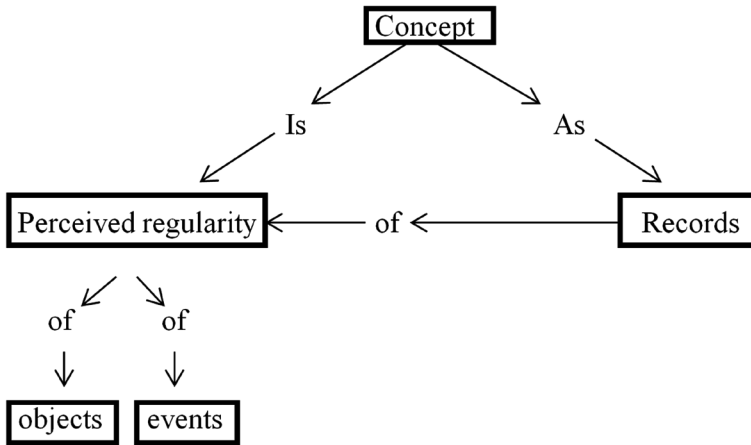 Concept
Is
As
Perceived regularity
of
Records
of
of
objects
events